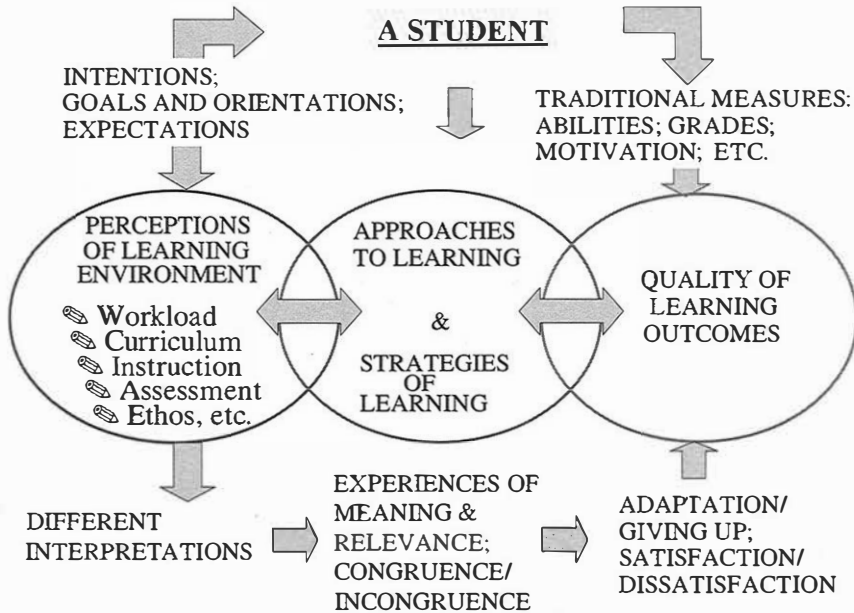 A STUDENT
INTENTIONS;
GOALS AND ORIENTATIONS;
EXPECTATIONS
TRADITIONAL MEASURES:
ABILITIES; GRADES;
MOTIVATION; ETC.
PERCEPTIONS
OF LEARNING
ENVIRONMENT
Workload
Curriculum
Instruction
Assessment
Ethos, etc.
APPROACHES
TO LEARNING
&
STRATEGIES
OF
LEARNING
QUALITY OF
LEARNING
OUTCOMES
DIFFERENT
INTERPRETATIONS
EXPERIENCES OF
MEANING &
RELEVANCE;
CONGRUENCE/
INCONGRUENCE
ADAPTATION/
GIVING UP;
SATISFACTION/
DISSATISFACTION